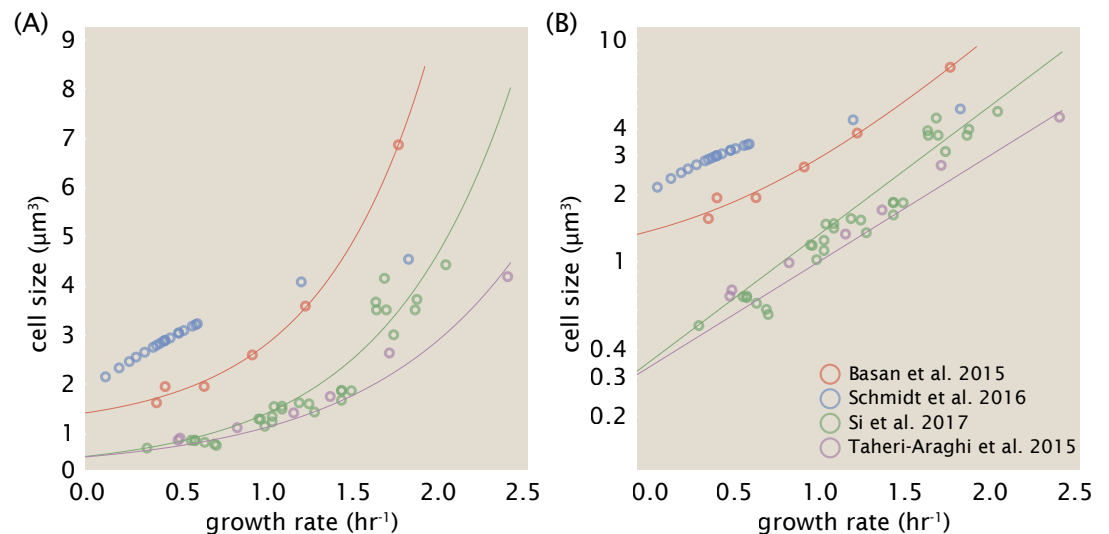 (A)
cell size (µm³)
9
8
7
6
5
4
3
2
1
0
0.0 0.5 1.0 1.5 2.0 2.5
growth rate (hr⁻¹)
(B)
cell size (µm³)
10
4
3
2
1
0.4
0.3
0.2
Basan et al. 2015
Schmidt et al. 2016
Si et al. 2017
Taheri-Araghi et al. 2015
0.0 0.5 1.0 1.5 2.0 2.5
growth rate (hr⁻¹)